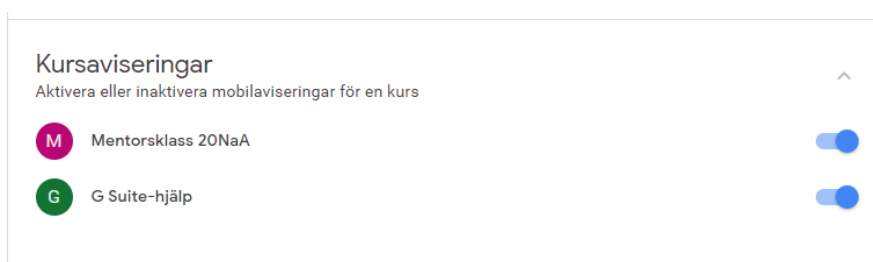 Kursaviseringar
Aktivera eller inaktivera mobilaviseringar för en kurs
M Mentorsklass 20NaA
G G Suite-hjälp